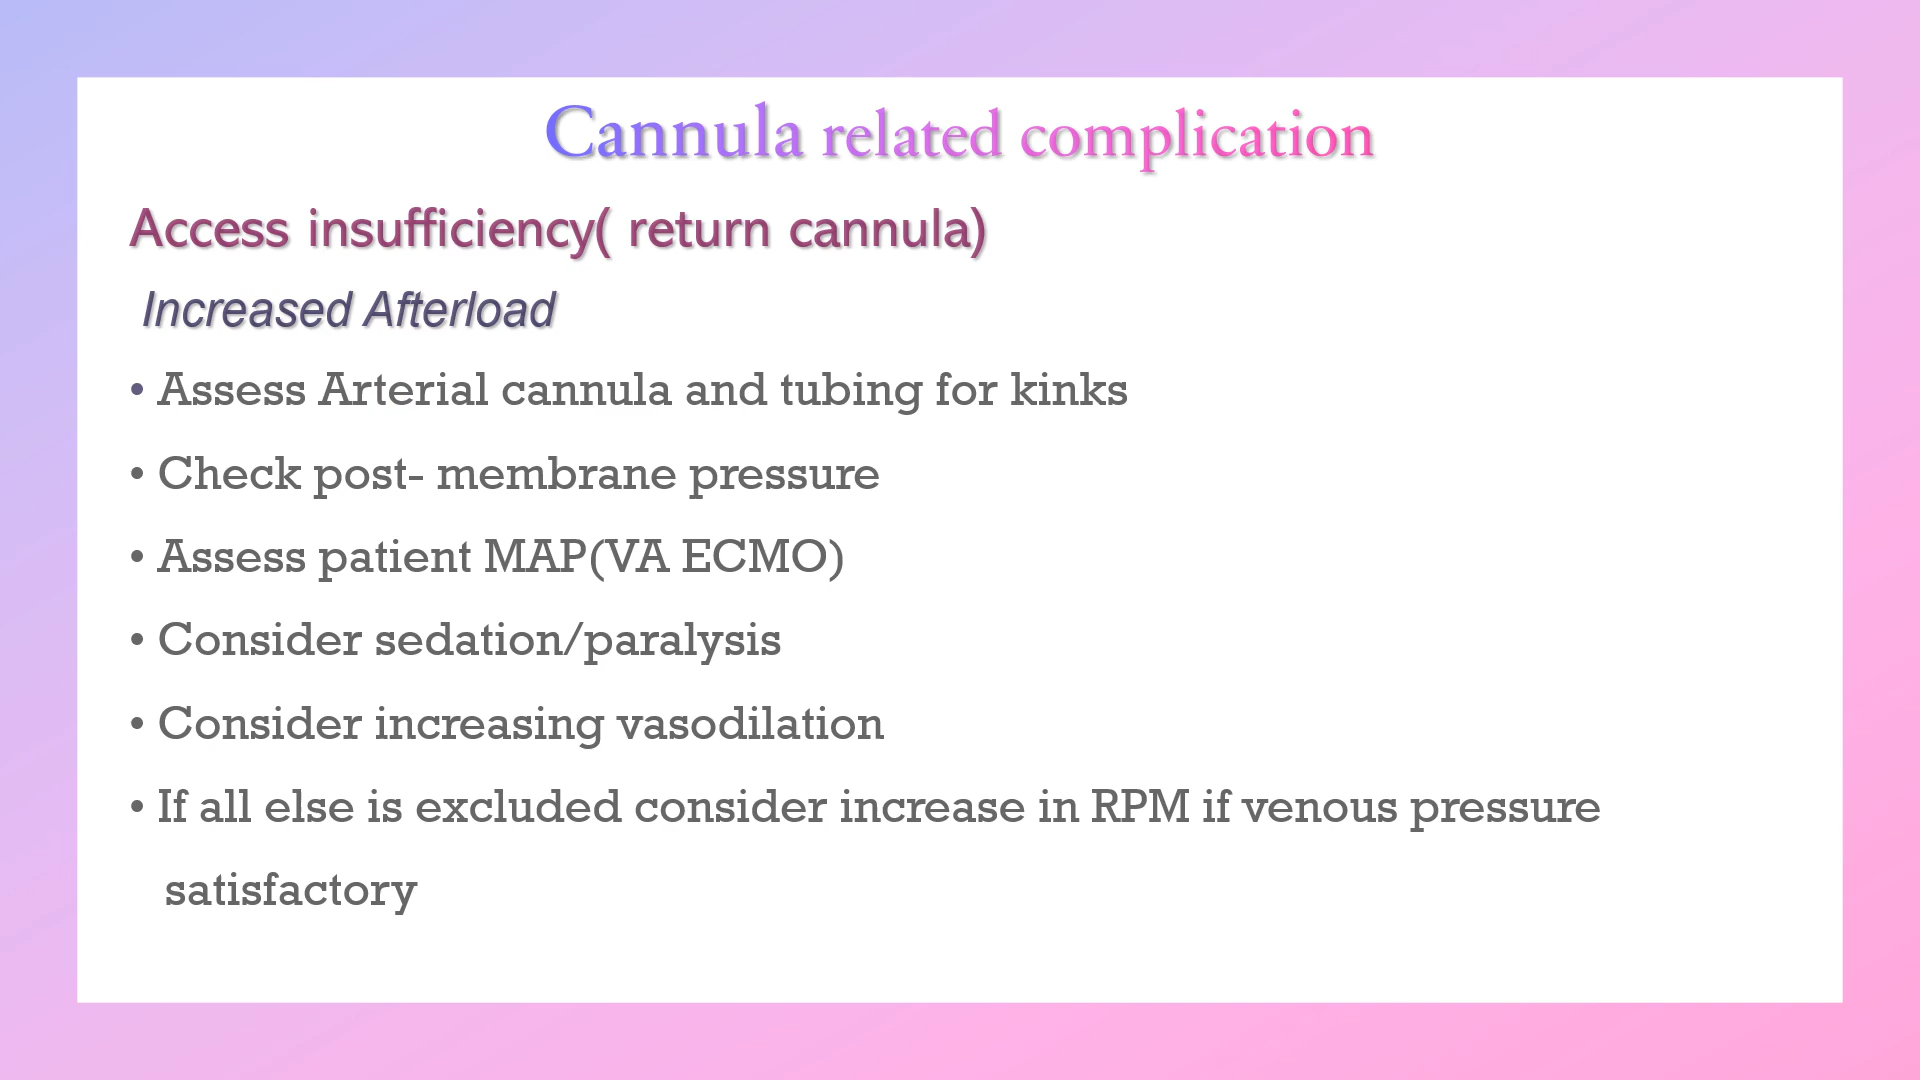 Cannula related complication
Access insufficiency( return cannula)
Increased Afterload
• Assess Arterial cannula and tubing for kinks
• Check post- membrane pressure
• Assess patient MAP(VA ECMO)
• Consider sedation/paralysis
• Consider increasing vasodilation
• If all else is excluded consider increase in RPM if venous pressure
satisfactory